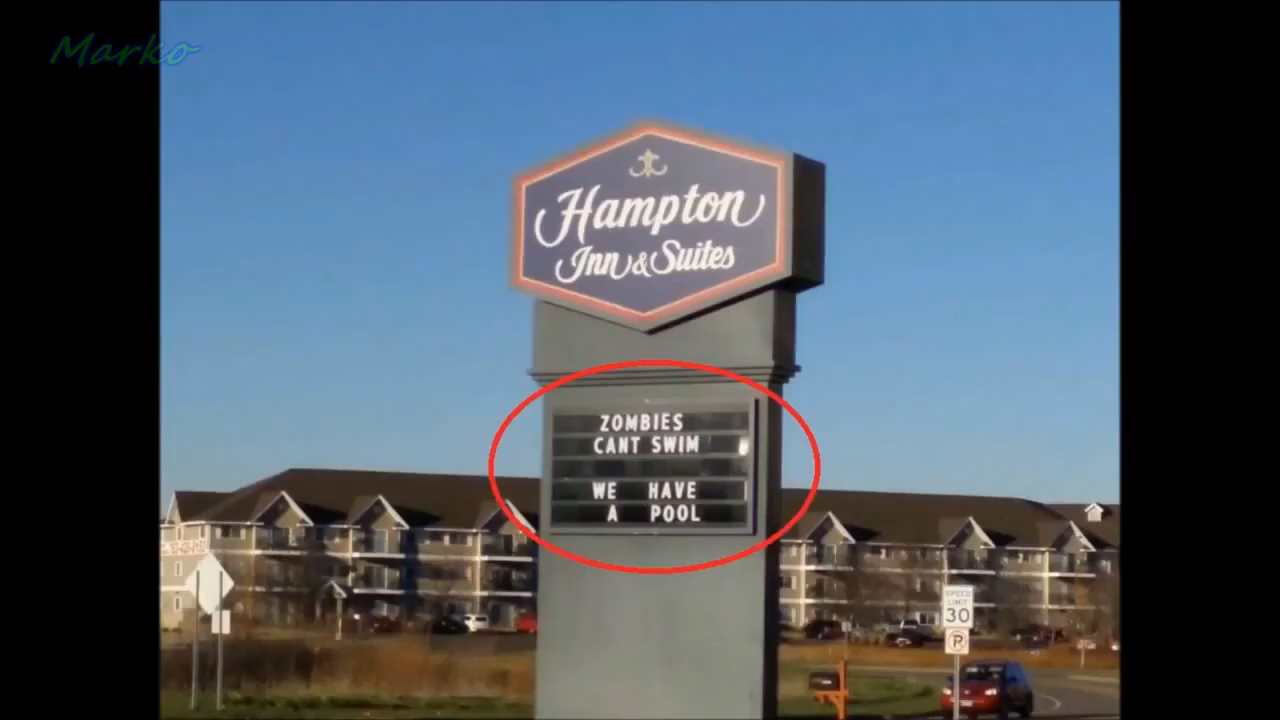 Marko
Hampton
Inn & Suites
ZOMBIES
CANT SWIM
WE HAVE
A POOL
SPEED
LIMIT
30
P